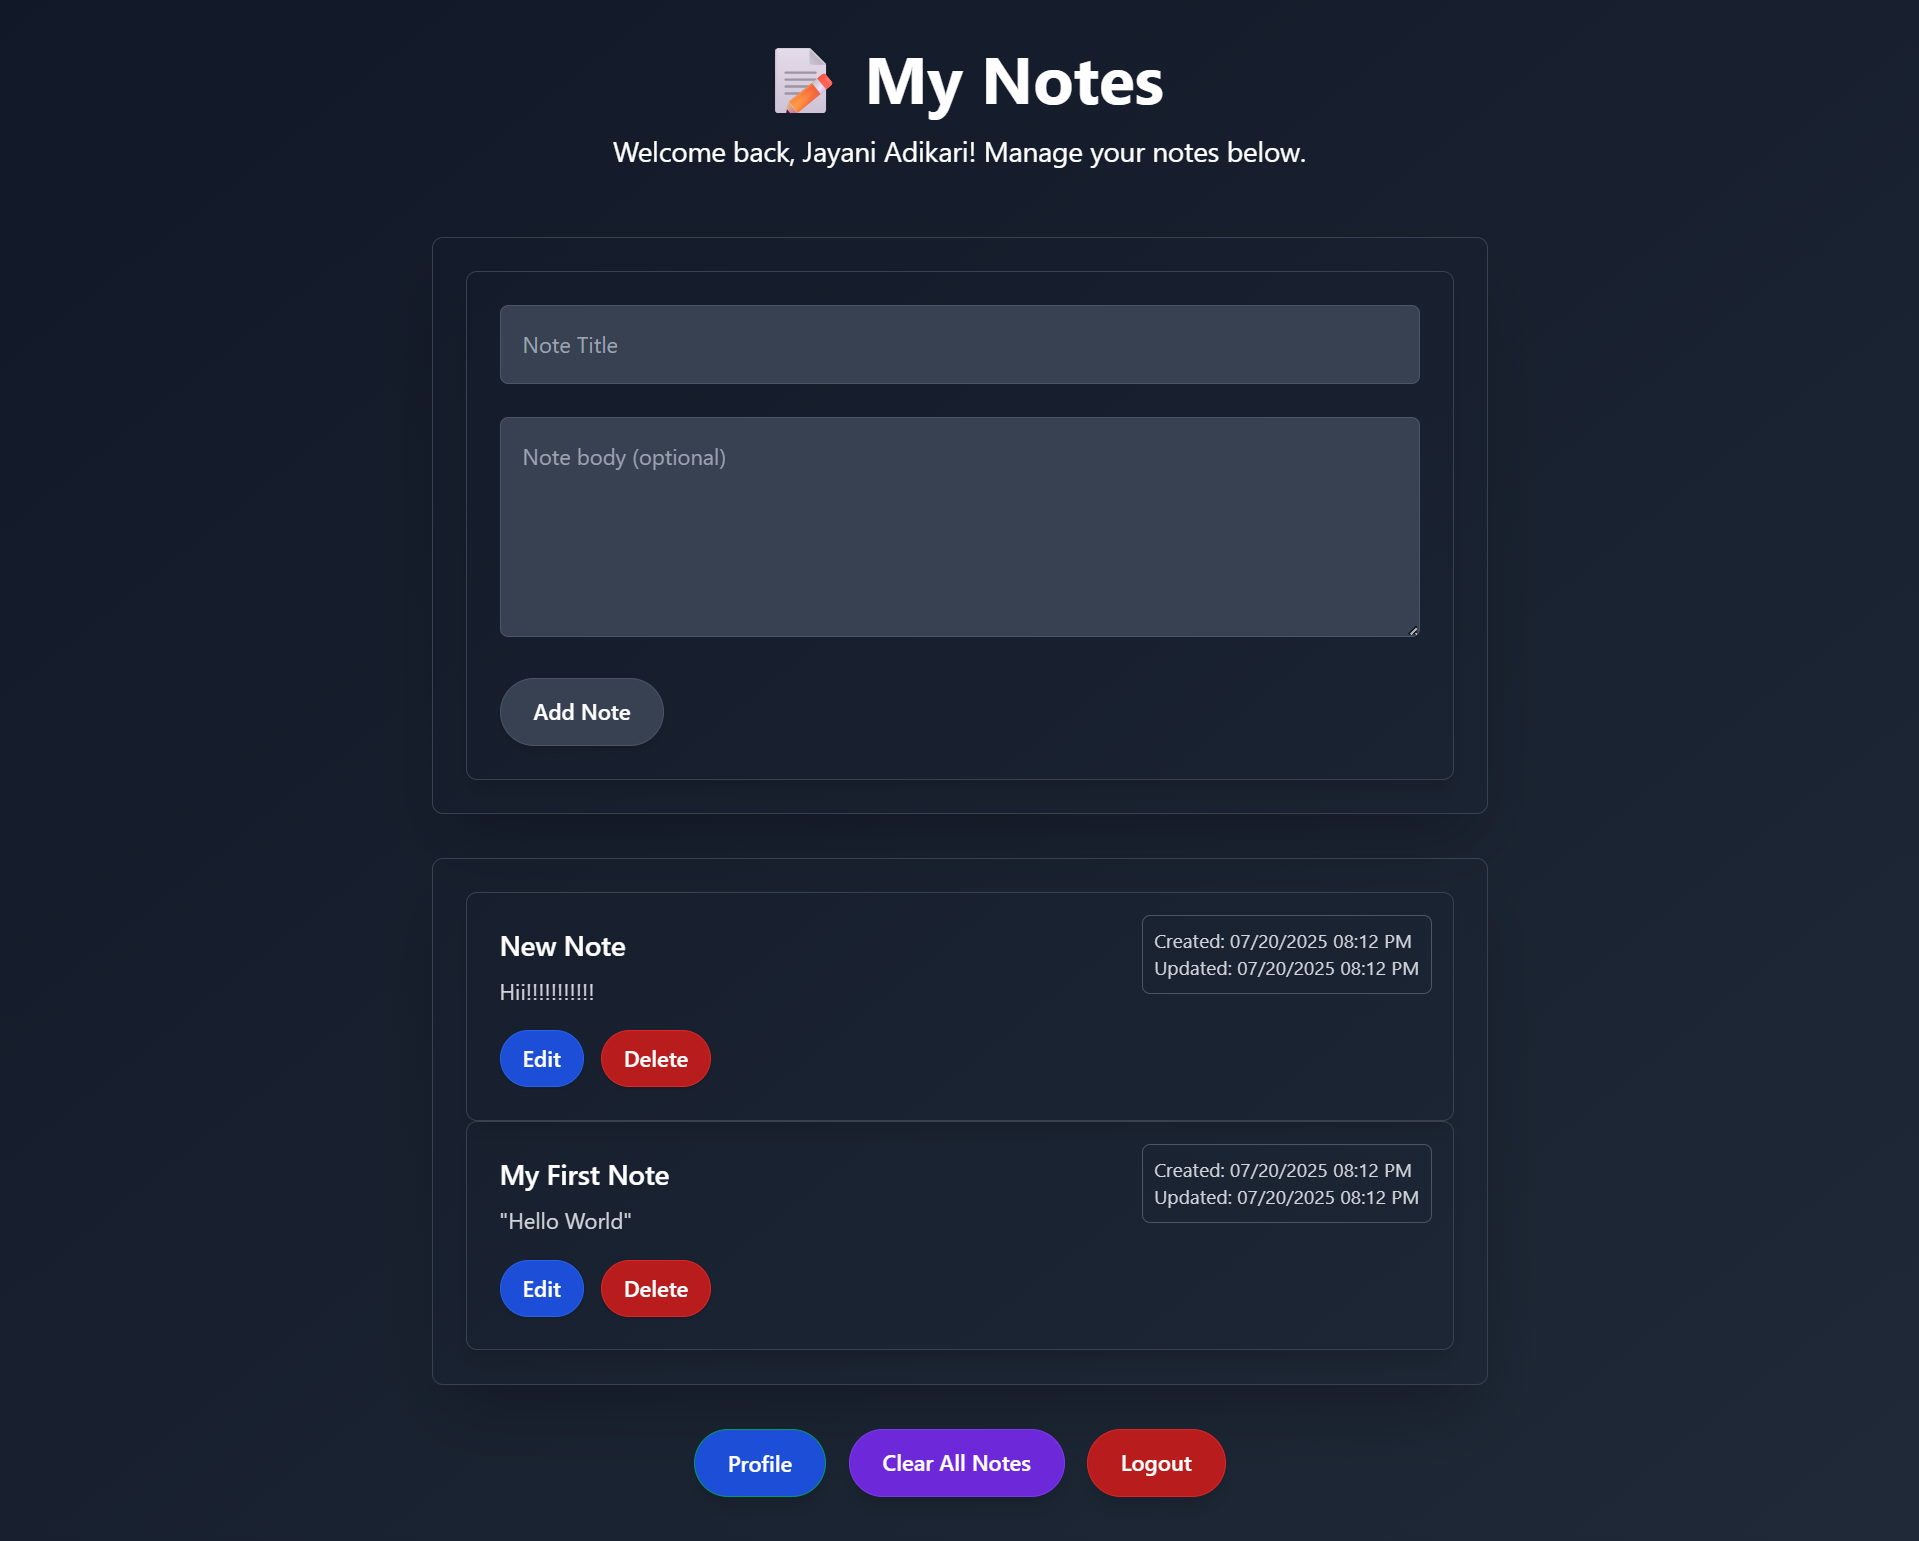 My Notes
Welcome back, Jayani Adikari! Manage your notes below.
Note Title
Note body (optional)
Add Note
New Note
Created: 07/20/2025 08:12 PM
Updated: 07/20/2025 08:12 PM
Hii!!!!!!!!!!!
Edit Delete
My First Note
Created: 07/20/2025 08:12 PM
Updated: 07/20/2025 08:12 PM
"Hello World"
Edit Delete
Profile Clear All Notes Logout